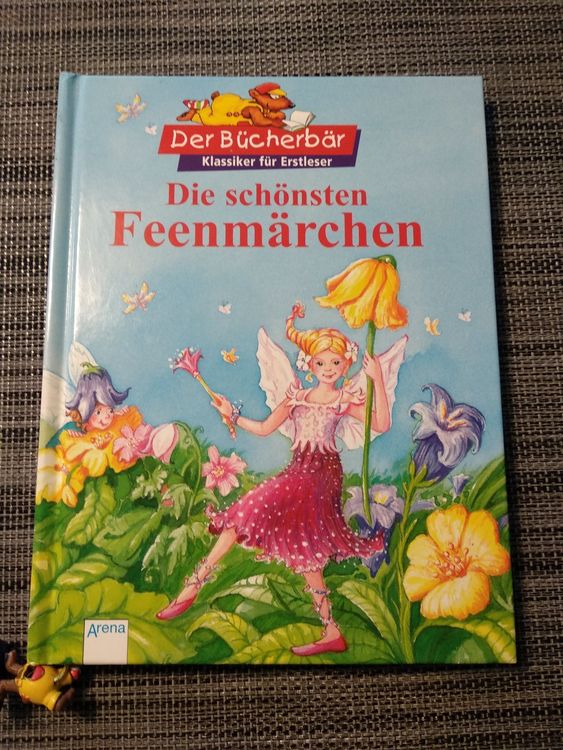 Der Bücherbär
Klassiker für Erstleser
Die schönsten
Feenmärchen
Arena